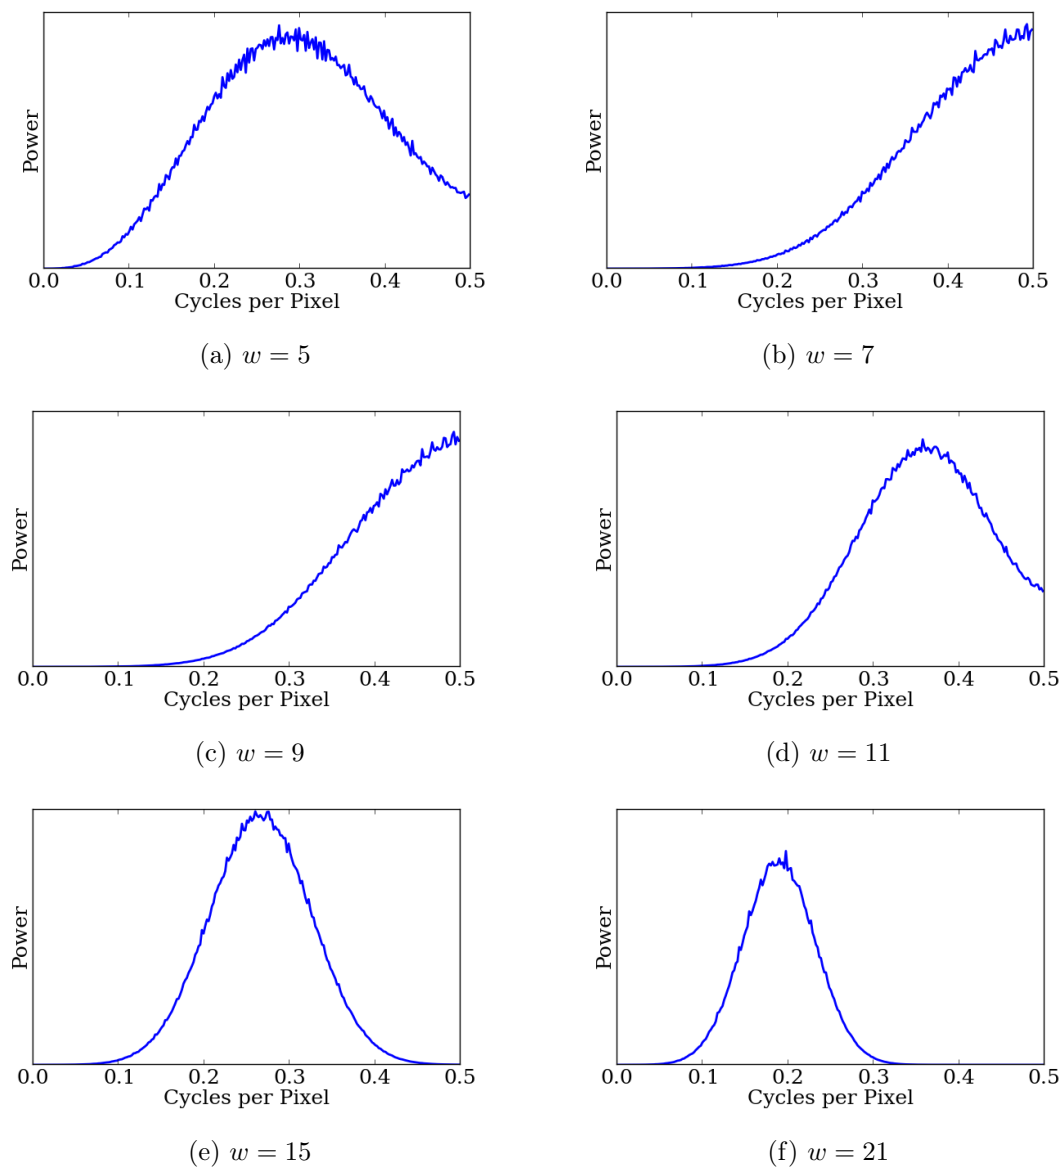 Power
0.0 0.1 0.2 0.3 0.4 0.5
Cycles per Pixel
(a) w = 5
Power
0.0 0.1 0.2 0.3 0.4 0.5
Cycles per Pixel
(b) w = 7
Power
0.0 0.1 0.2 0.3 0.4 0.5
Cycles per Pixel
(c) w = 9
Power
0.0 0.1 0.2 0.3 0.4 0.5
Cycles per Pixel
(d) w = 11
Power
0.0 0.1 0.2 0.3 0.4 0.5
Cycles per Pixel
(e) w = 15
Power
0.0 0.1 0.2 0.3 0.4 0.5
Cycles per Pixel
(f) w = 21